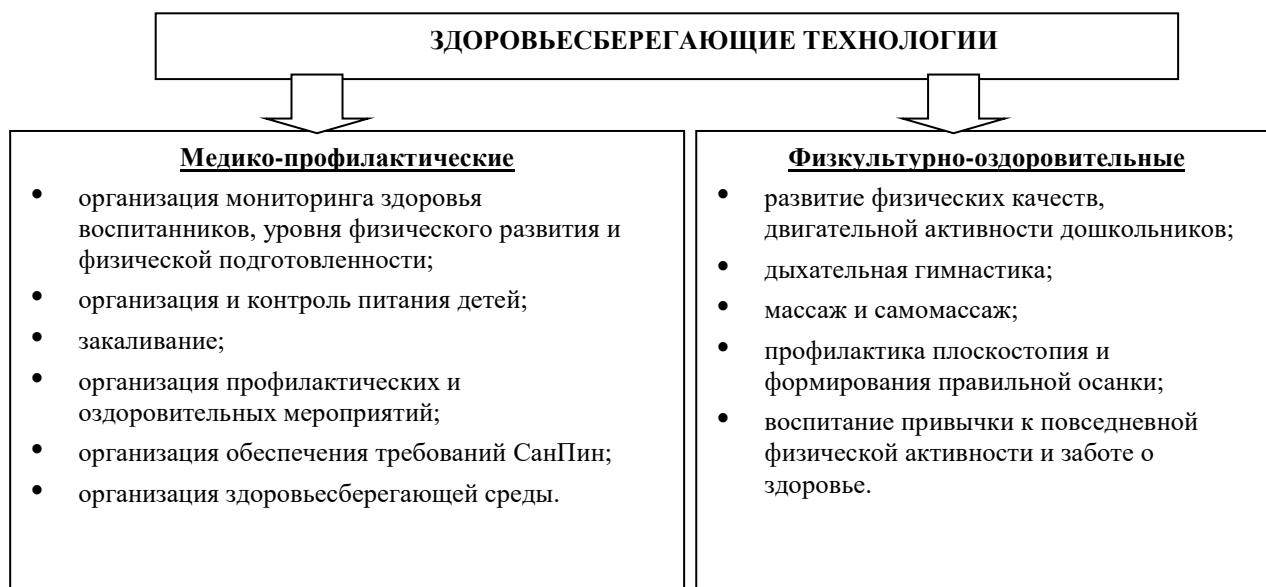 ЗДОРОВЬЕСБЕРЕГАЮЩИЕ ТЕХНОЛОГИИ
Медико-профилактические
• организация мониторинга здоровья
воспитанников, уровня физического развития и
физической подготовленности;
• организация и контроль питания детей;
• закаливание;
• организация профилактических и
оздоровительных мероприятий;
• организация обеспечения требований СанПин;
• организация здоровьесберегающей среды.
Физкультурно-оздоровительные
• развитие физических качеств,
двигательной активности дошкольников;
• дыхательная гимнастика;
• массаж и самомассаж;
• профилактика плоскостопия и
формирования правильной осанки;
• воспитание привычки к повседневной
физической активности и заботе о
здоровье.